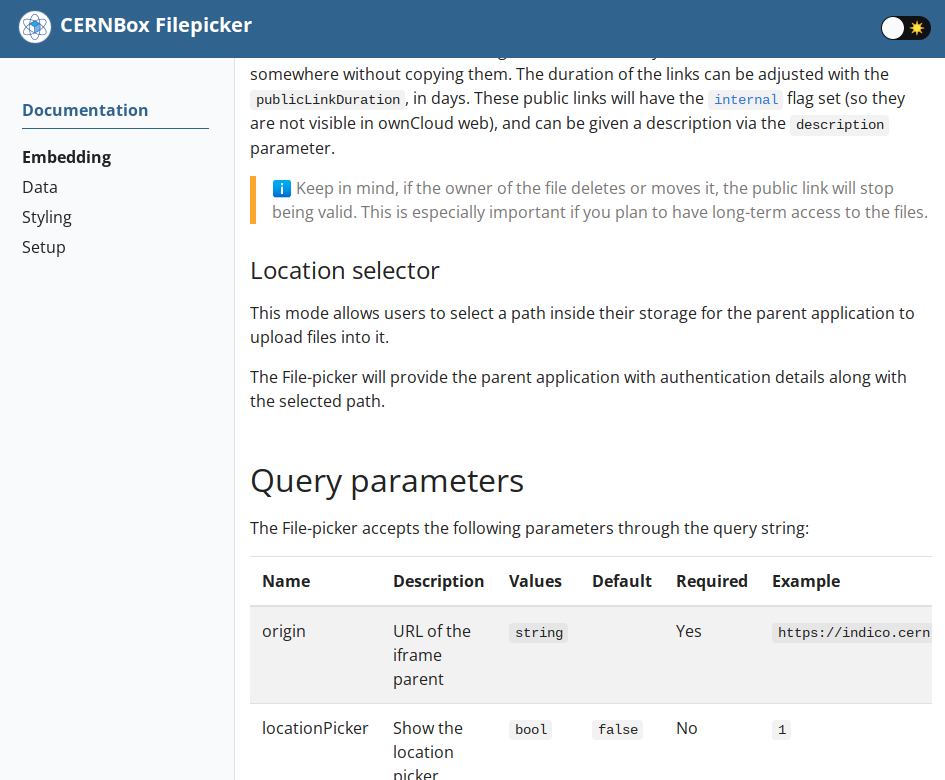 CERNBox Filepicker
Documentation
Embedding
Data
Styling
Setup
somewhere without copying them. The duration of the links can be adjusted with the
publicLinkDuration, in days. These public links will have the internal flag set (so they
are not visible in ownCloud web), and can be given a description via the description
parameter.
ℹ️ Keep in mind, if the owner of the file deletes or moves it, the public link will stop
being valid. This is especially important if you plan to have long-term access to the files.
Location selector
This mode allows users to select a path inside their storage for the parent application to
upload files into it.
The File-picker will provide the parent application with authentication details along with
the selected path.
Query parameters
The File-picker accepts the following parameters through the query string:
Name Description Values Default Required Example
origin URL of the string Yes https://indico.cern
iframe
parent
locationPicker Show the bool false No 1
location
picker